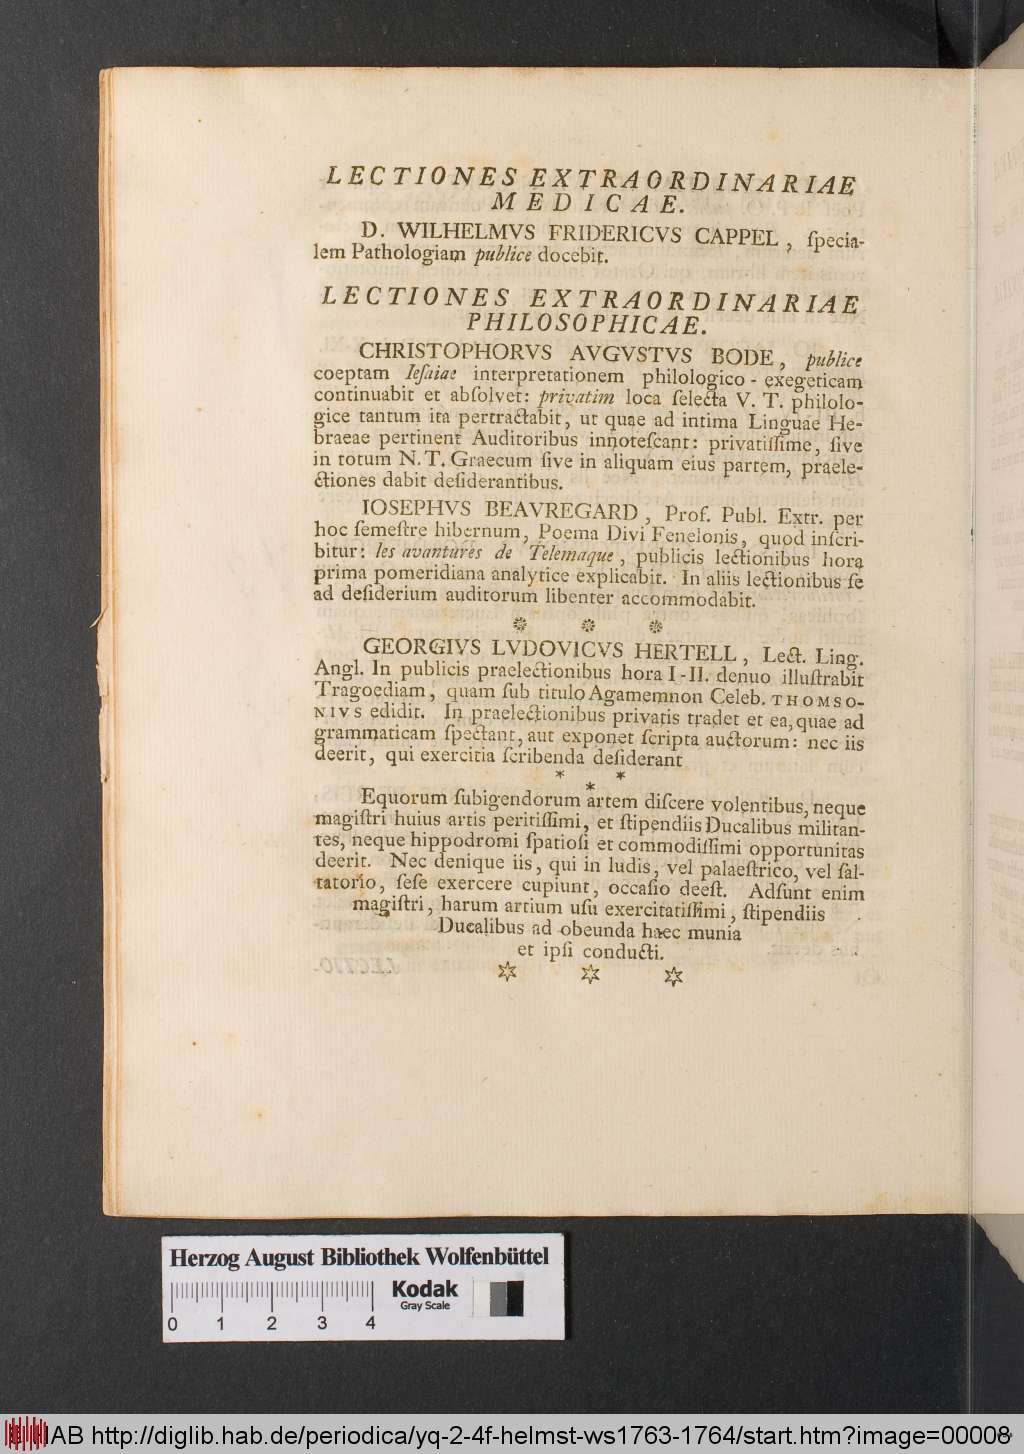 LECTIONES EXTRAORDINARIAE
MEDICAE.
D. WILHELMVS FRIDERICVS CAPPEL, ſpecia-
lem Pathologiam publice docebit.
LECTIONES EXTRAORDINARIAE
PHILOSOPHICAE.
CHRISTOPHORVS AVGVSTVS BODE, publice
coeptam Ieſaiae interpretationem philologico-exegeticam
continuabit et abſolvet: privatim loca ſelecta V. T. philolo-
gice tantum ita pertractabit, ut quae ad intima Linguae He-
braeae pertinent Auditoribus innoteſcant: privatiſſime, ſive
in totum N. T. Graecum ſive in aliquam eius partem, praele-
ctiones dabit deſiderantibus.
IOSEPHVS BEAVREGARD, Prof. Publ. Extr. per
hoc ſemeſtre hibernum, Poema Divi Fenelonis, quod inſcri-
bitur: les avantures de Telemaque, publicis lectionibus hora
prima pomeridiana analytice explicabit. In aliis lectionibus ſe
ad deſiderium auditorum libenter accommodabit.
GEORGIVS LVDOVICVS HERTELL, Lect. Ling.
Angl. In publicis praelectionibus hora I-II. denuo illuſtrabit
Tragoediam, quam ſub titulo Agamemnon Celeb. THOMSO-
NIVS edidit. In praelectionibus privatis tradet et ea, quae ad
grammaticam ſpectant, aut exponet ſcripta auctorum: nec iis
deerit, qui exercitia ſcribenda deſiderant
* *
*
Equorum ſubigendorum artem diſcere volentibus, neque
magiſtri huius artis peritiſſimi, et ſtipendiis Ducalibus militan-
tes, neque hippodromi ſpatioſi et commodiſſimi opportunitas
deerit. Nec denique iis, qui in ludis, vel palaeſtrico, vel ſal-
tatorio, ſeſe exercere cupiunt, occaſio deeſt. Adſunt enim
magiſtri, harum artium uſu exercitatiſſimi, ſtipendiis
Ducalibus ad obeunda haec munia
et ipſi conducti.
Herzog August Bibliothek Wolfenbüttel
Kodak
Gray Scale
0 1 2 3 4
HAB http://diglib.hab.de/periodica/yq-2-4f-helmst-ws1763-1764/start.htm?image=00008